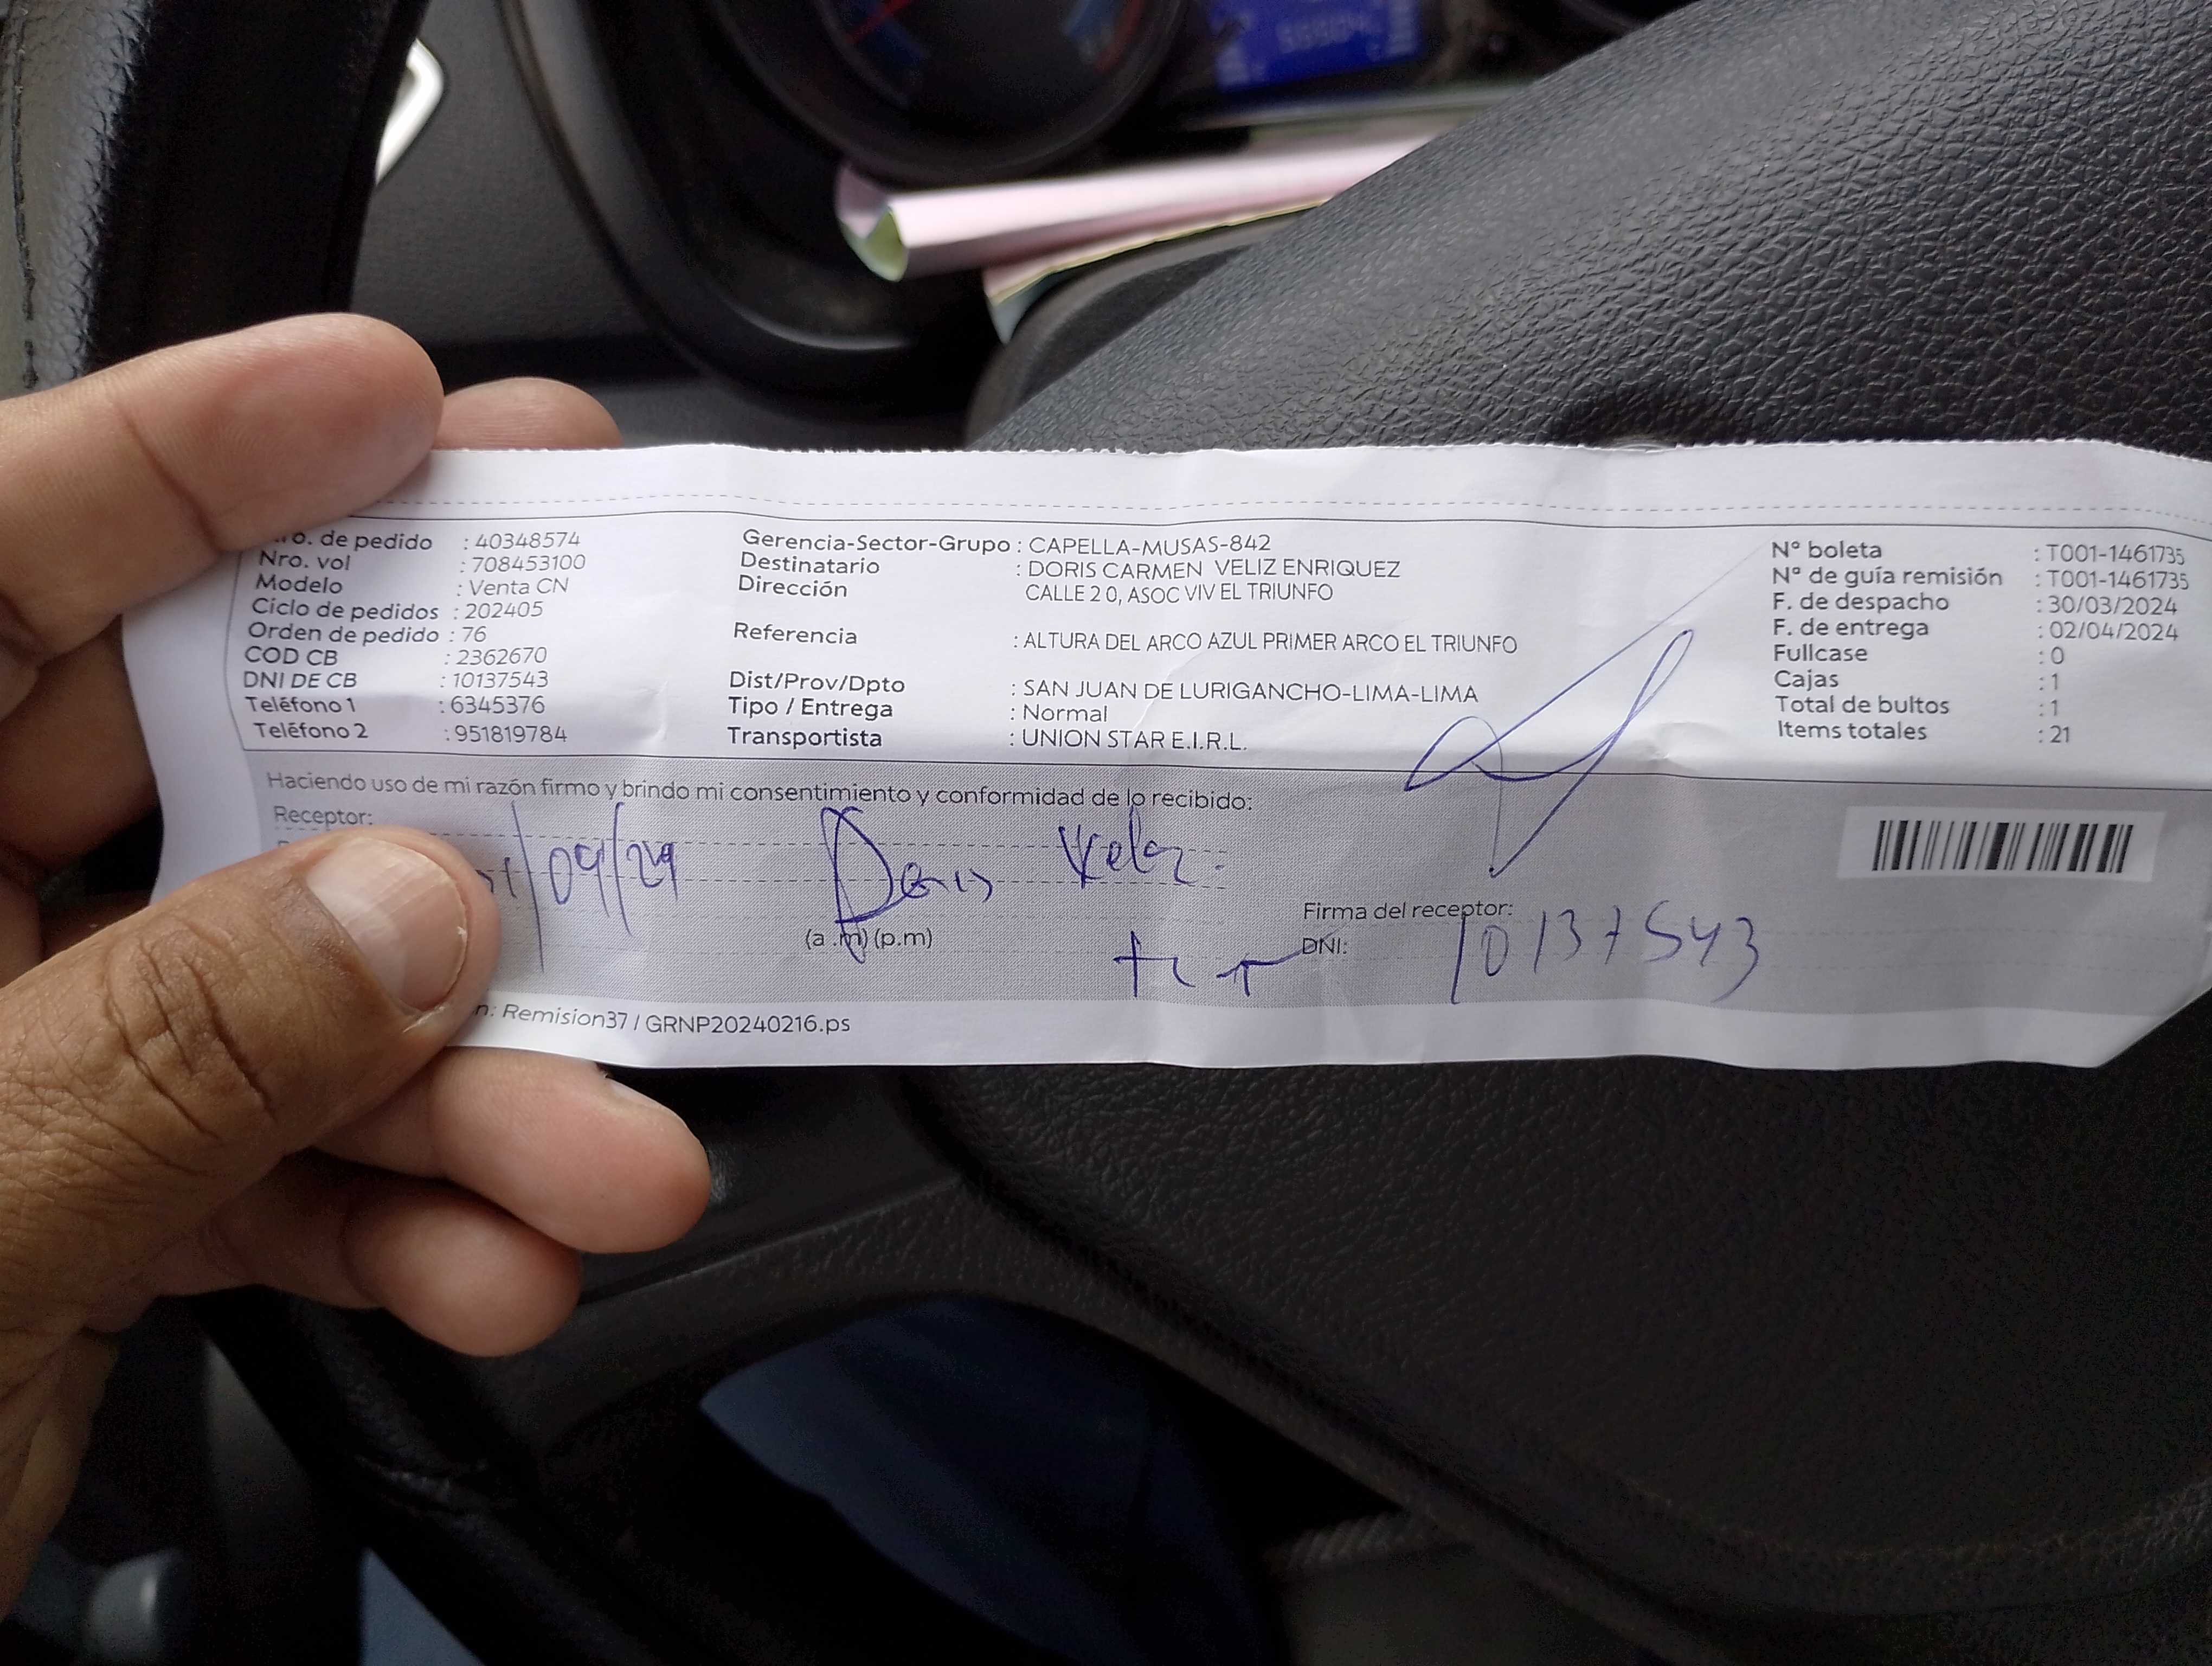 o. de pedido : 40348574
Nro. vol : 708453100
Modelo : Venta CN
Ciclo de pedidos : 202405
Orden de pedido : 76
COD CB : 2362670
DNI DE CB : 10137543
Teléfono 1 : 6345376
Teléfono 2 : 951819784
Gerencia-Sector-Grupo : CAPELLA-MUSAS-842
Destinatario : DORIS CARMEN VELIZ ENRIQUEZ
Dirección CALLE 2 0, ASOC VIV EL TRIUNFO
Referencia : ALTURA DEL ARCO AZUL PRIMER ARCO EL TRIUNFO
Dist/Prov/Dpto : SAN JUAN DE LURIGANCHO-LIMA-LIMA
Tipo / Entrega : Normal
Transportista : UNION STAR E.I.R.L.
Nº boleta : T001-1461735
Nº de guía remisión : T001-1461735
F. de despacho : 30/03/2024
F. de entrega : 02/04/2024
Fullcase : 0
Cajas : 1
Total de bultos : 1
Items totales : 21
Haciendo uso de mi razón firmo y brindo mi consentimiento y conformidad de lo recibido:
Receptor:
/04/24 Doris Veliz.
(a .m) (p.m)
Firma del receptor:
DNI: 10137543
n: Remision37 / GRNP20240216.ps